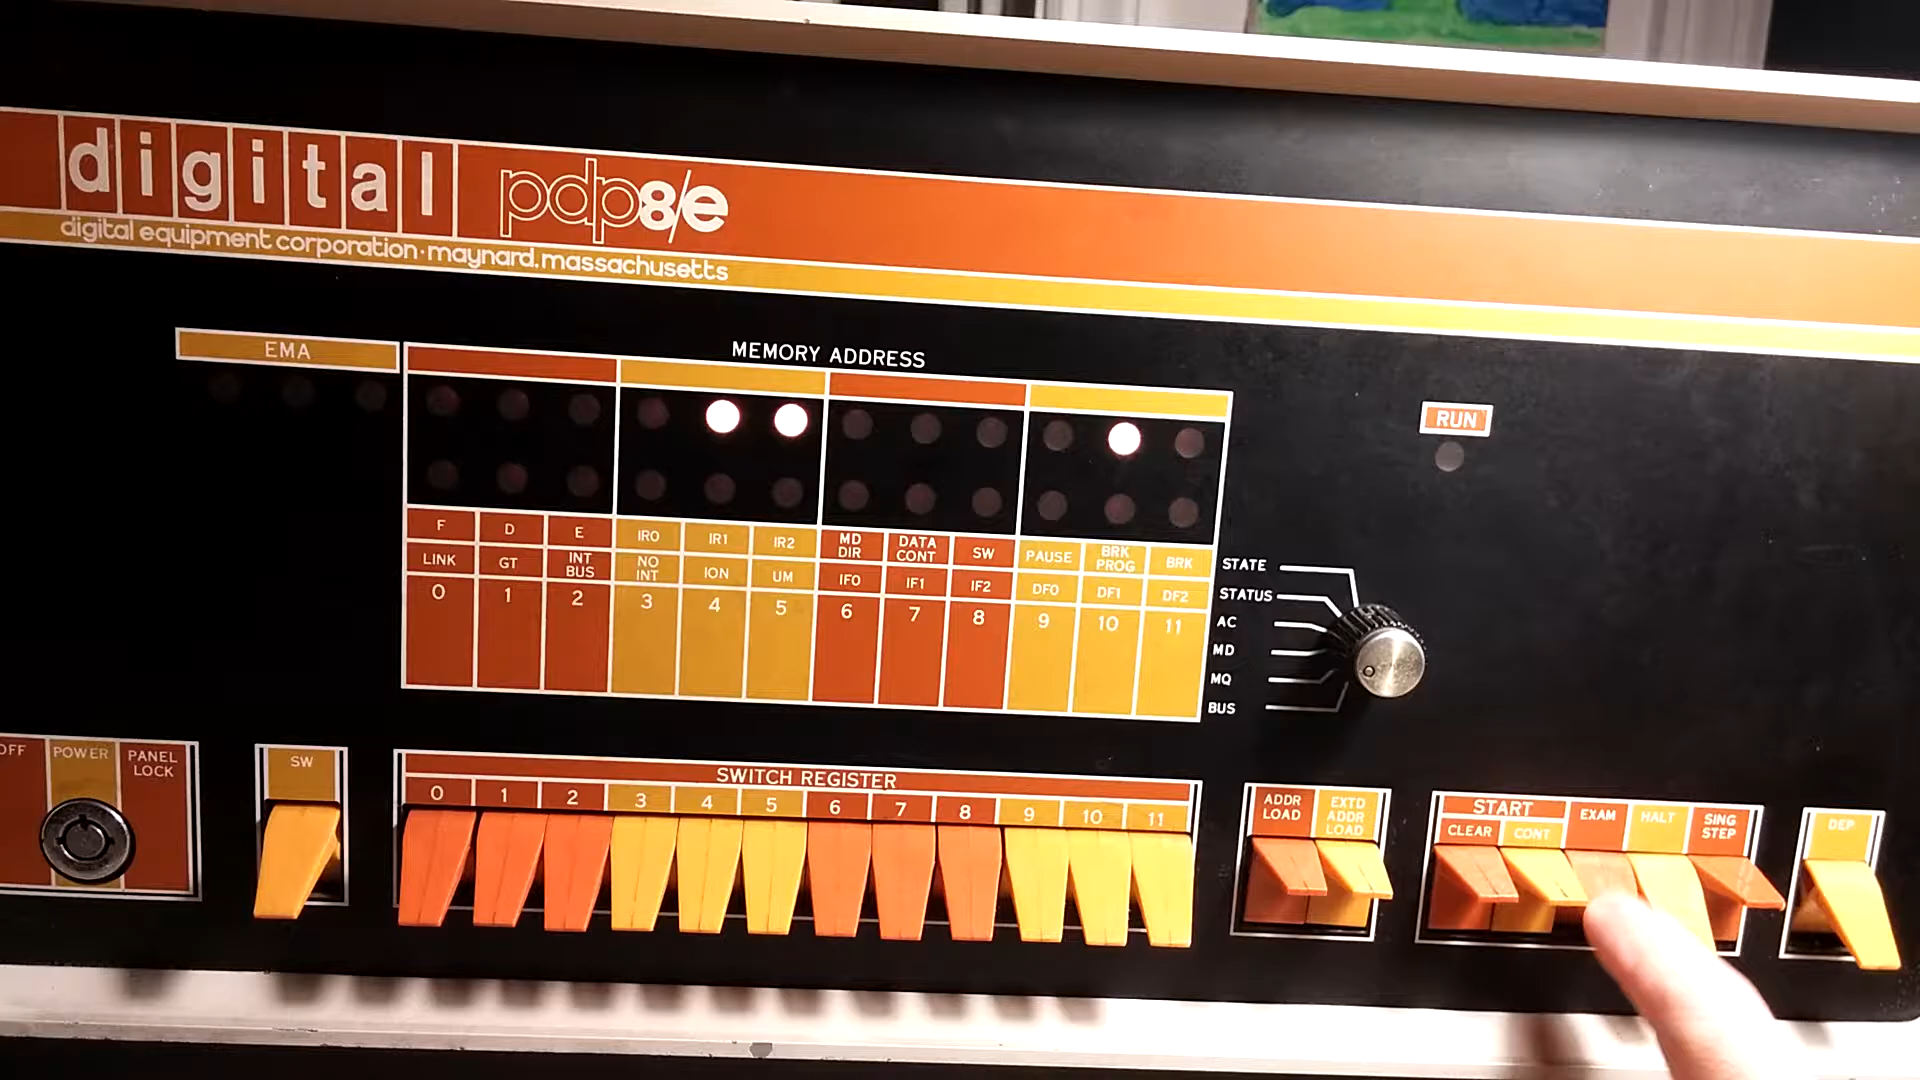 digital pdp8/e
digital equipment corporation·maynard.massachusetts
EMA
MEMORY ADDRESS
RUN
F D E IR0 IR1 IR2 MD DIR DATA CONT SW PAUSE BRK PROG BRK STATE
LINK GT INT BUS NO INT ION UM IF0 IF1 IF2 DF0 DF1 DF2 STATUS
0 1 2 3 4 5 6 7 8 9 10 11 AC
MD
MQ
BUS
OFF POWER PANEL LOCK
SW
SWITCH REGISTER
0 1 2 3 4 5 6 7 8 9 10 11
ADDR LOAD
EXTD ADDR LOAD
START
CLEAR CONT
EXAM
HALT
SING STEP
DEP